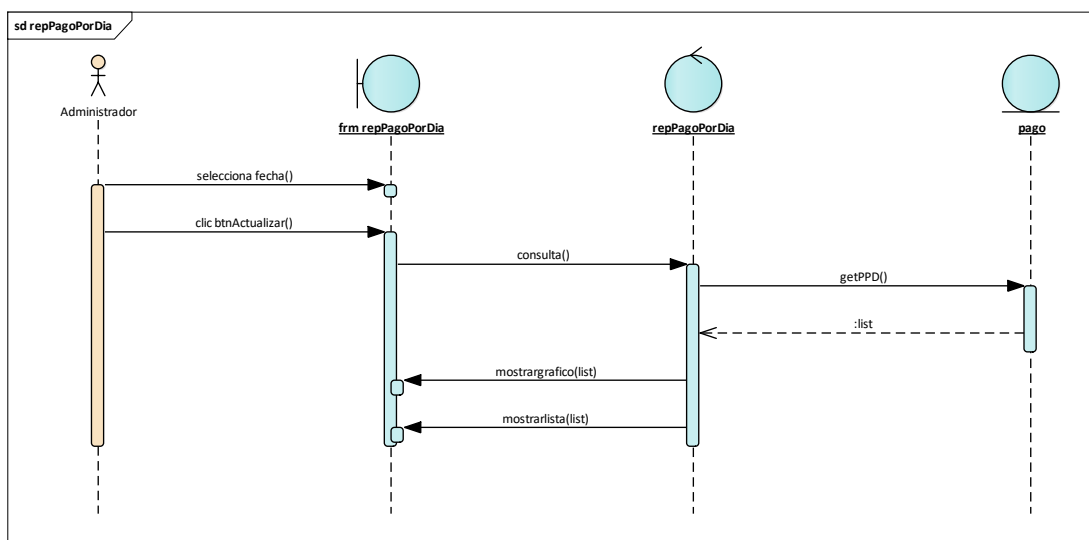 sd repPagoPorDia
Administrador
frm repPagoPorDia
repPagoPorDia
pago
selecciona fecha()
clic btnActualizar()
consulta()
getPPD()
:list
mostrargrafico(list)
mostrarlista(list)